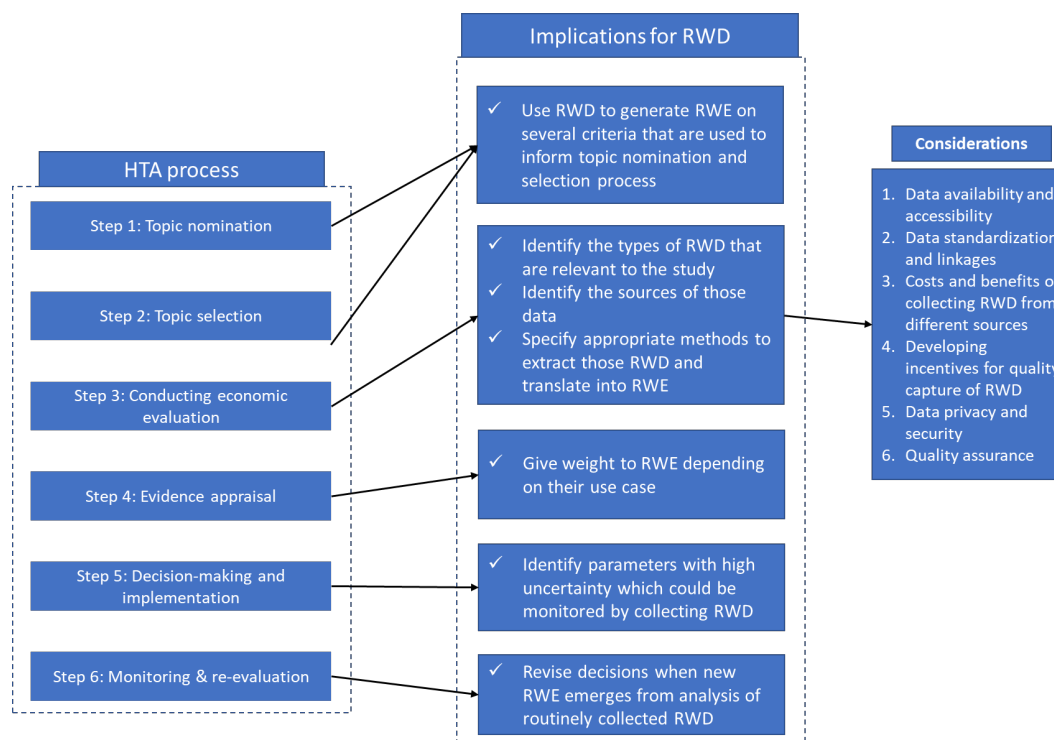 Implications for RWD
✓ Use RWD to generate RWE on
several criteria that are used to
inform topic nomination and
selection process
✓ Identify the types of RWD that
are relevant to the study
✓ Identify the sources of those
data
✓ Specify appropriate methods to
extract those RWD and
translate into RWE
✓ Give weight to RWE depending
on their use case
✓ Identify parameters with high
uncertainty which could be
monitored by collecting RWD
✓ Revise decisions when new
RWE emerges from analysis of
routinely collected RWD
HTA process
Step 1: Topic nomination
Step 2: Topic selection
Step 3: Conducting economic
evaluation
Step 4: Evidence appraisal
Step 5: Decision-making and
implementation
Step 6: Monitoring & re-evaluation
Considerations
1. Data availability and
accessibility
2. Data standardization
and linkages
3. Costs and benefits o
collecting RWD from
different sources
4. Developing
incentives for quality
capture of RWD
5. Data privacy and
security
6. Quality assurance